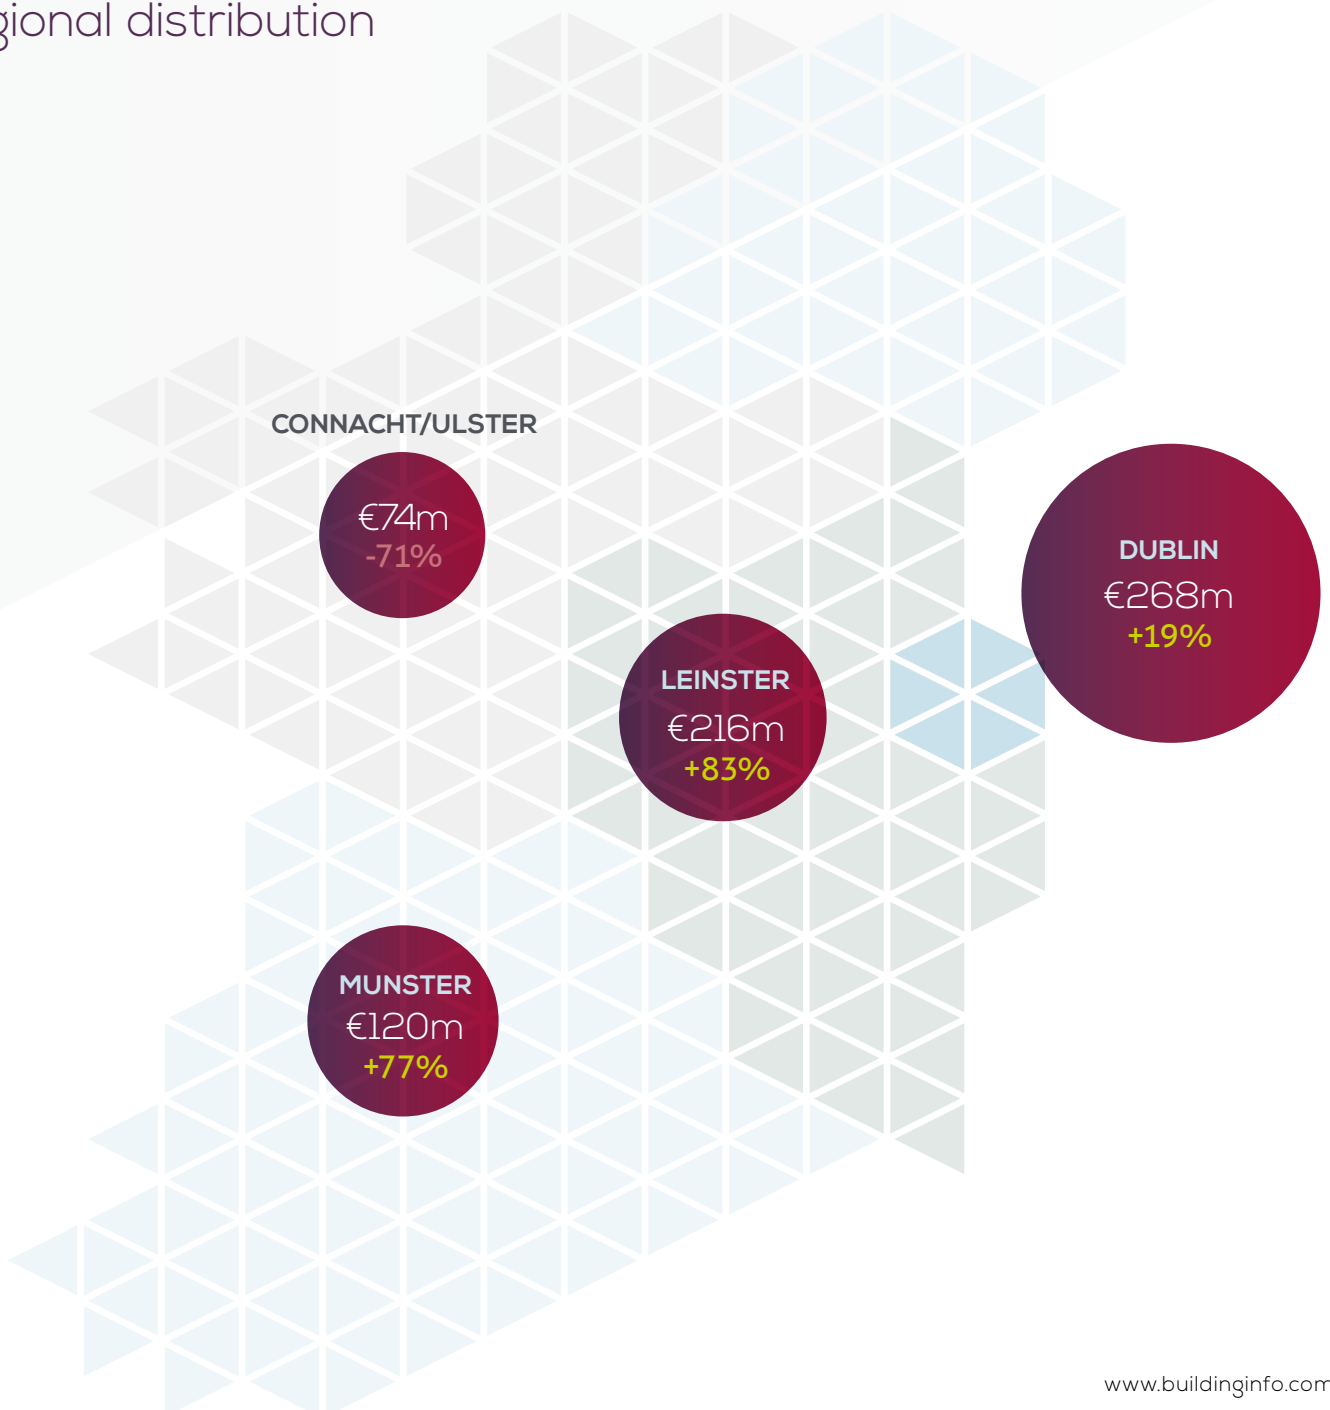 gional distribution
CONNACHT/ULSTER
€74m
-71%
DUBLIN
€268m
+19%
LEINSTER
€216m
+83%
MUNSTER
€120m
+77%
www.buildinginfo.com